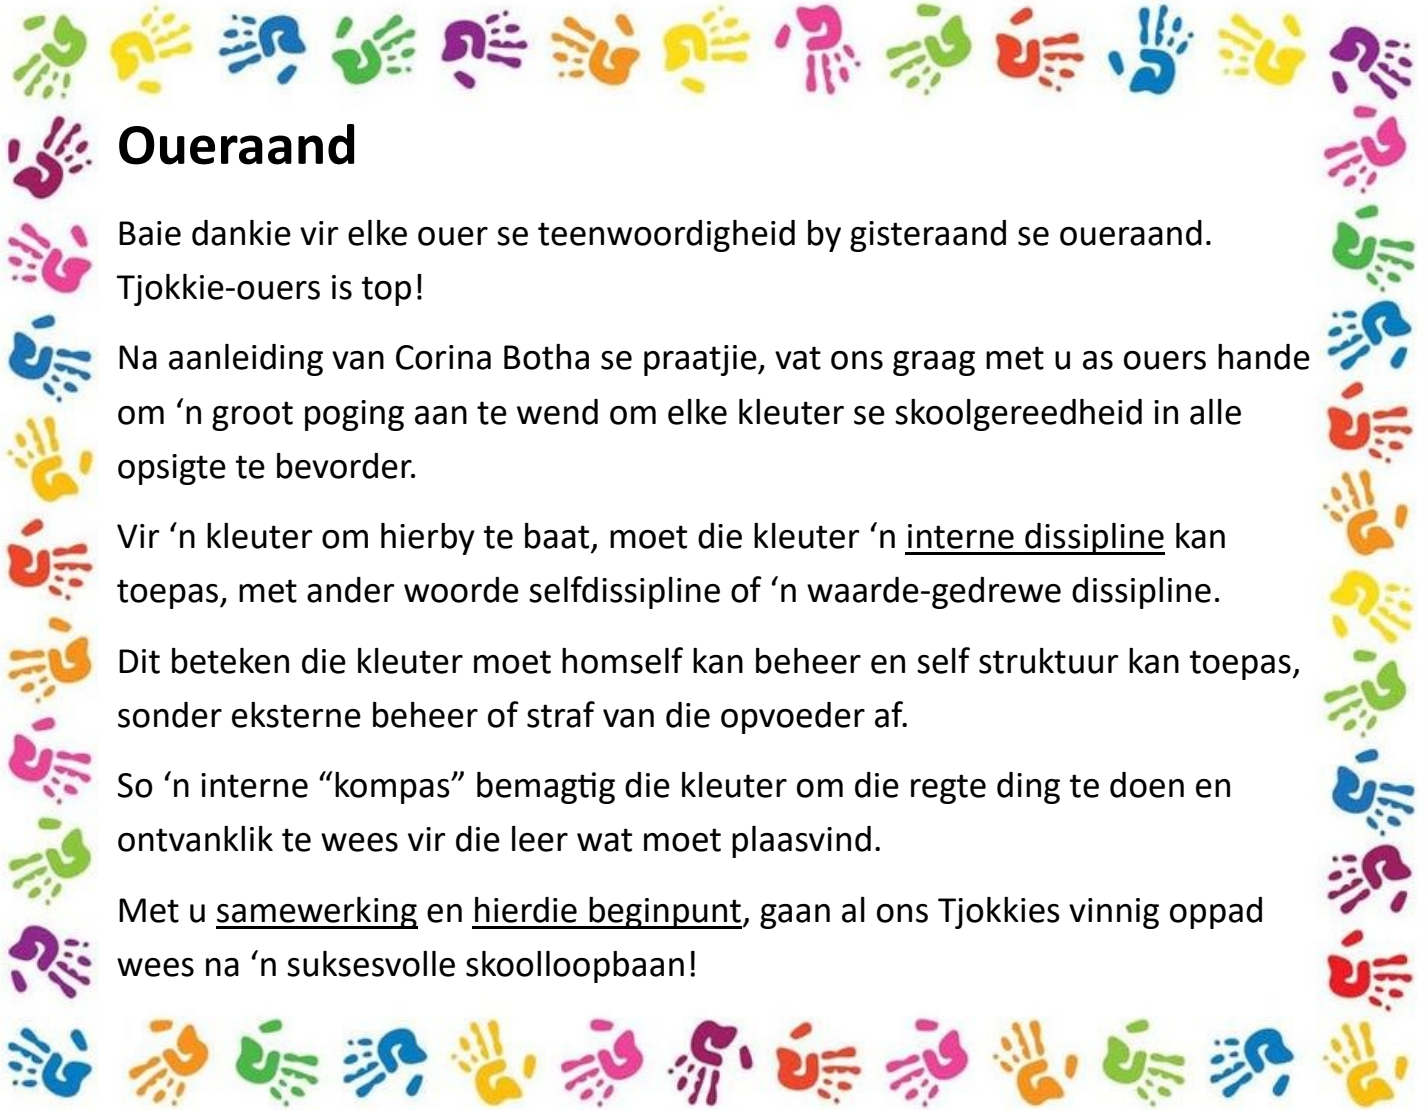 Oueraand
Baie dankie vir elke ouer se teenwoordigheid by gisteraand se oueraand.
Tjokkie-ouers is top!
Na aanleiding van Corina Botha se praatjie, vat ons graag met u as ouers hande
om ‘n groot poging aan te wend om elke kleuter se skoolgereedheid in alle
opsigte te bevorder.
Vir ‘n kleuter om hierby te baat, moet die kleuter ‘n interne dissipline kan
toepas, met ander woorde selfdissipline of ‘n waarde-gedrewe dissipline.
Dit beteken die kleuter moet homself kan beheer en self struktuur kan toepas,
sonder eksterne beheer of straf van die opvoeder af.
So ‘n interne “kompas” bemagtig die kleuter om die regte ding te doen en
ontvanklik te wees vir die leer wat moet plaasvind.
Met u samewerking en hierdie beginpunt, gaan al ons Tjokkies vinnig oppad
wees na ‘n suksesvolle skoolloopbaan!